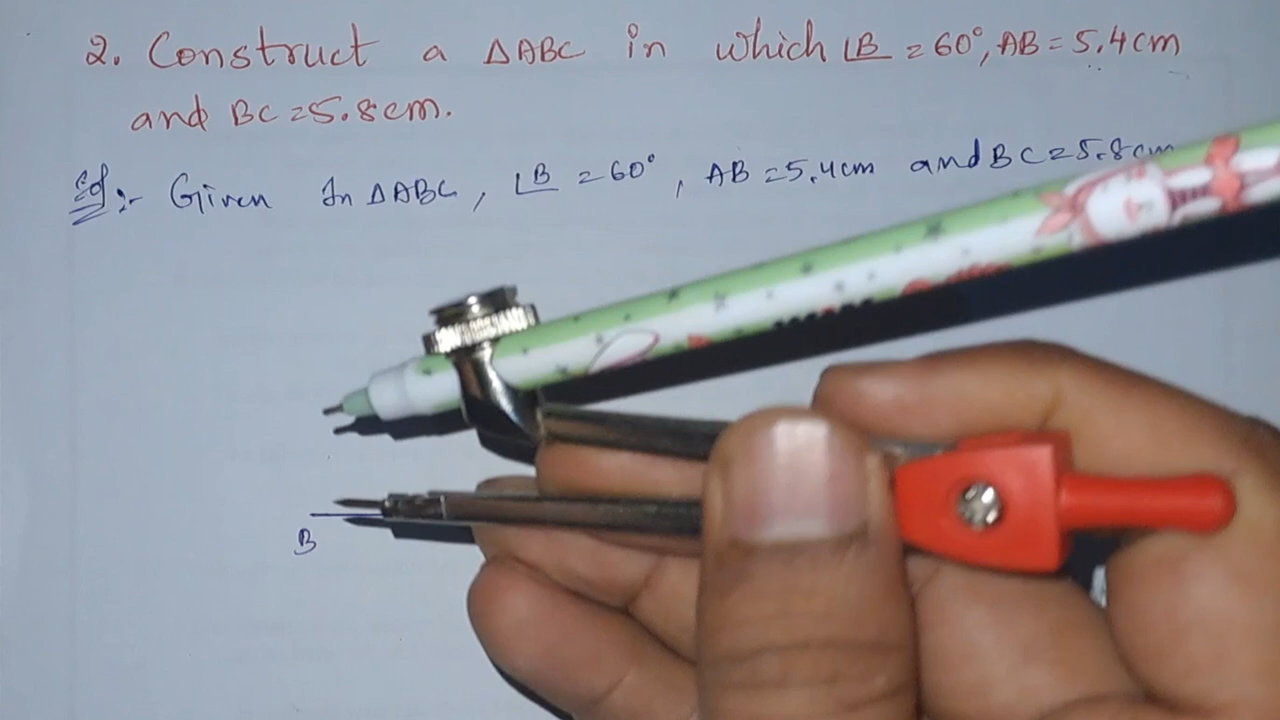 2. Construct a ΔABC in which ∠B = 60°, AB = 5.4cm
and BC = 5.8cm.
Sol:- Given In ΔABC, ∠B = 60°, AB = 5.4cm and BC = 5.8cm
B